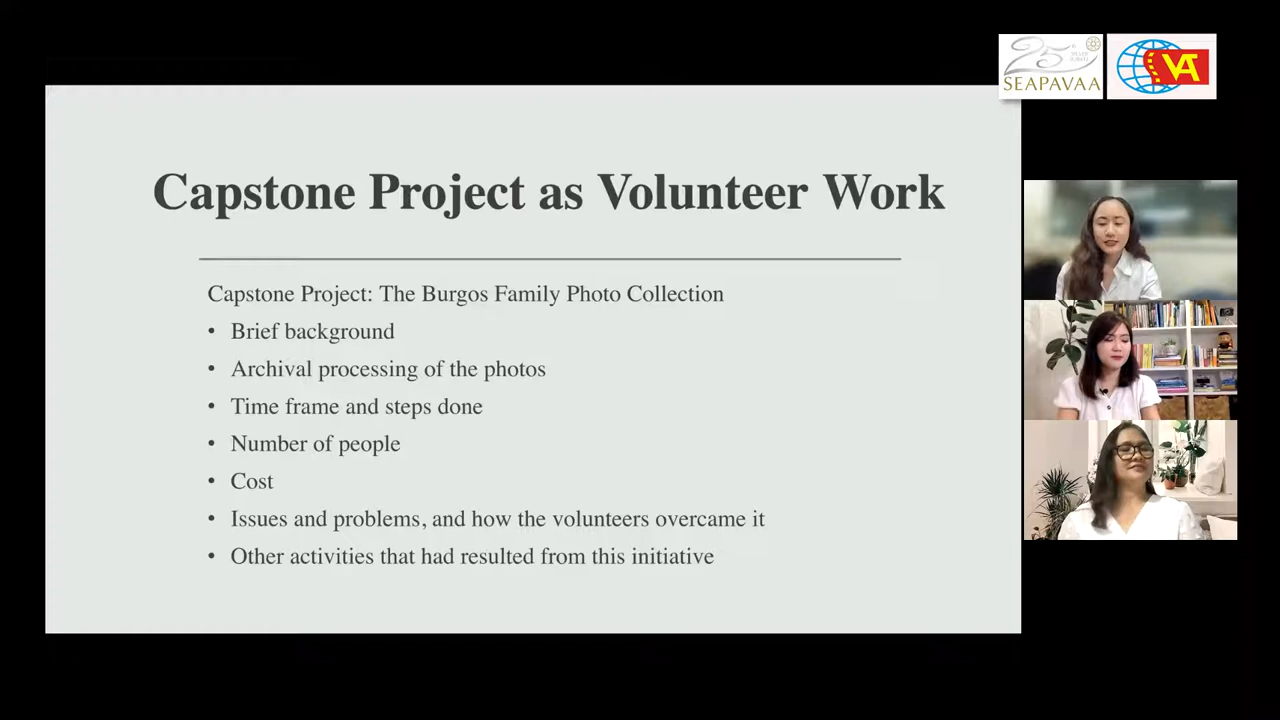 25
SEAPAVAA
VA
Capstone Project as Volunteer Work
Capstone Project: The Burgos Family Photo Collection
• Brief background
• Archival processing of the photos
• Time frame and steps done
• Number of people
• Cost
• Issues and problems, and how the volunteers overcame it
• Other activities that had resulted from this initiative